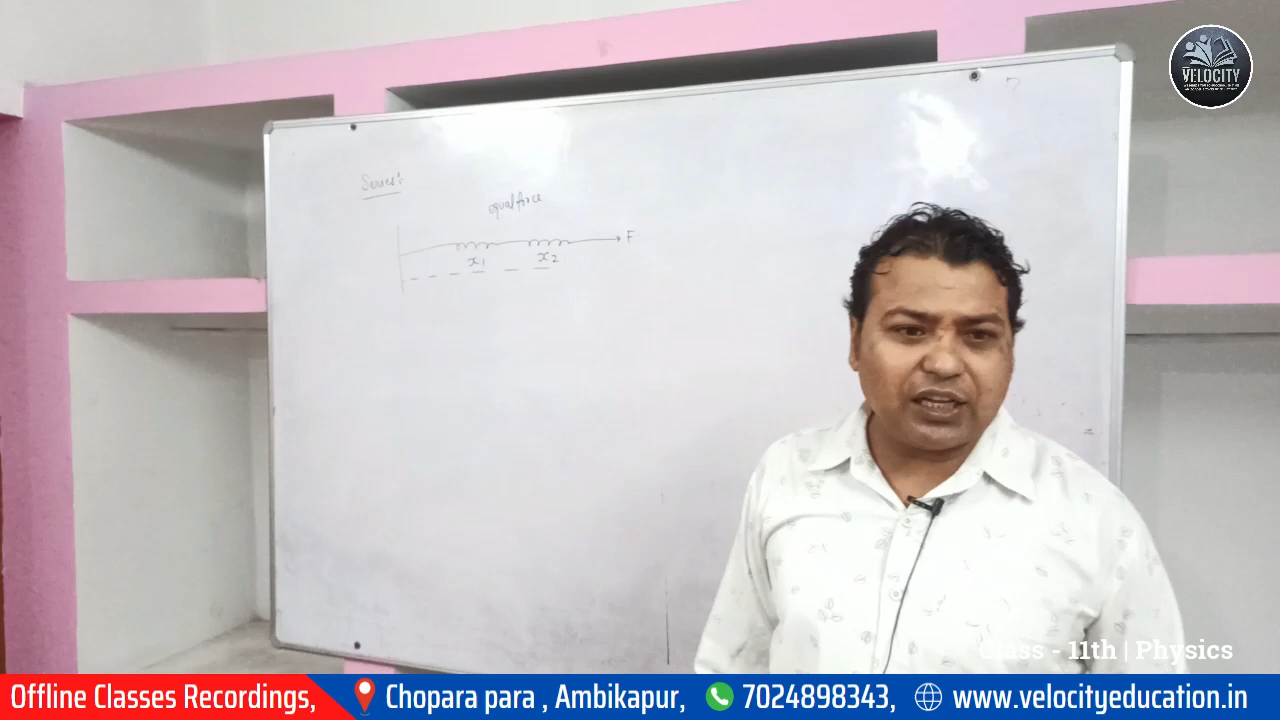 VELOCITY
Series:
equal force
F
x1 x2
Class - 11th | Physics
Offline Classes Recordings, Chopara para , Ambikapur, 7024898343, www.velocityeducation.in